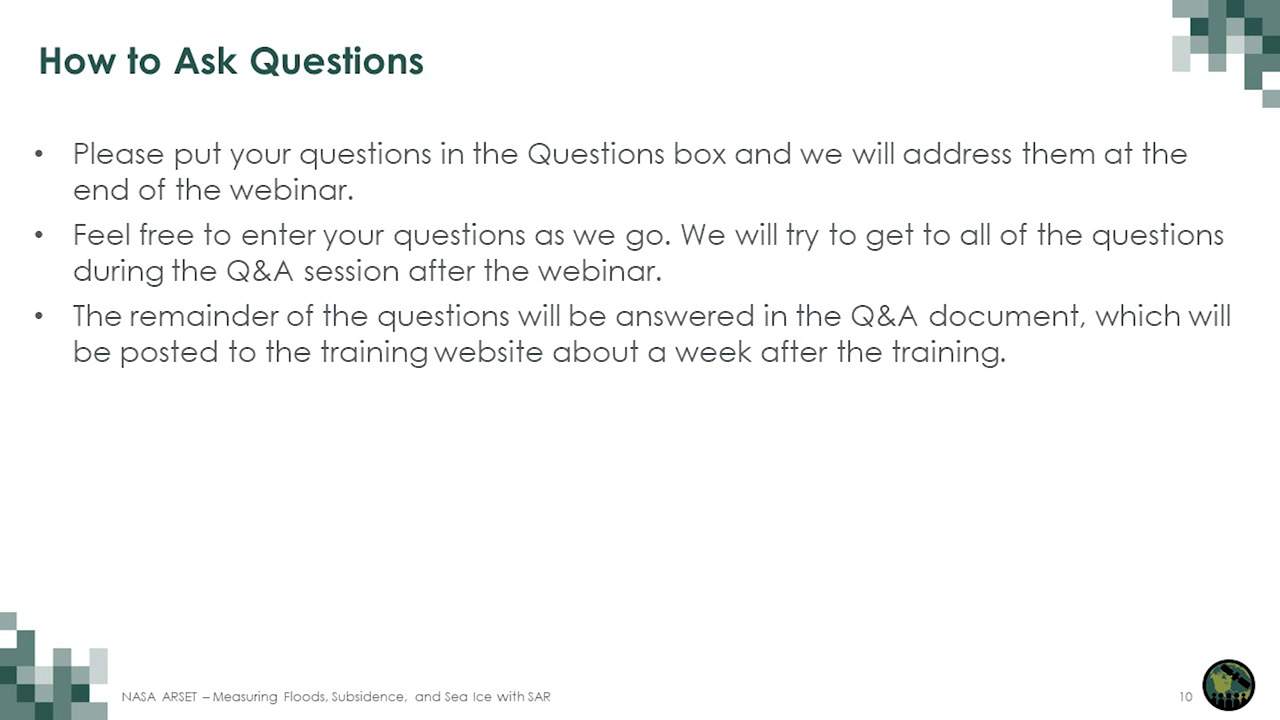 How to Ask Questions
• Please put your questions in the Questions box and we will address them at the
end of the webinar.
• Feel free to enter your questions as we go. We will try to get to all of the questions
during the Q&A session after the webinar.
• The remainder of the questions will be answered in the Q&A document, which will
be posted to the training website about a week after the training.
NASA ARSET – Measuring Floods, Subsidence, and Sea Ice with SAR
10